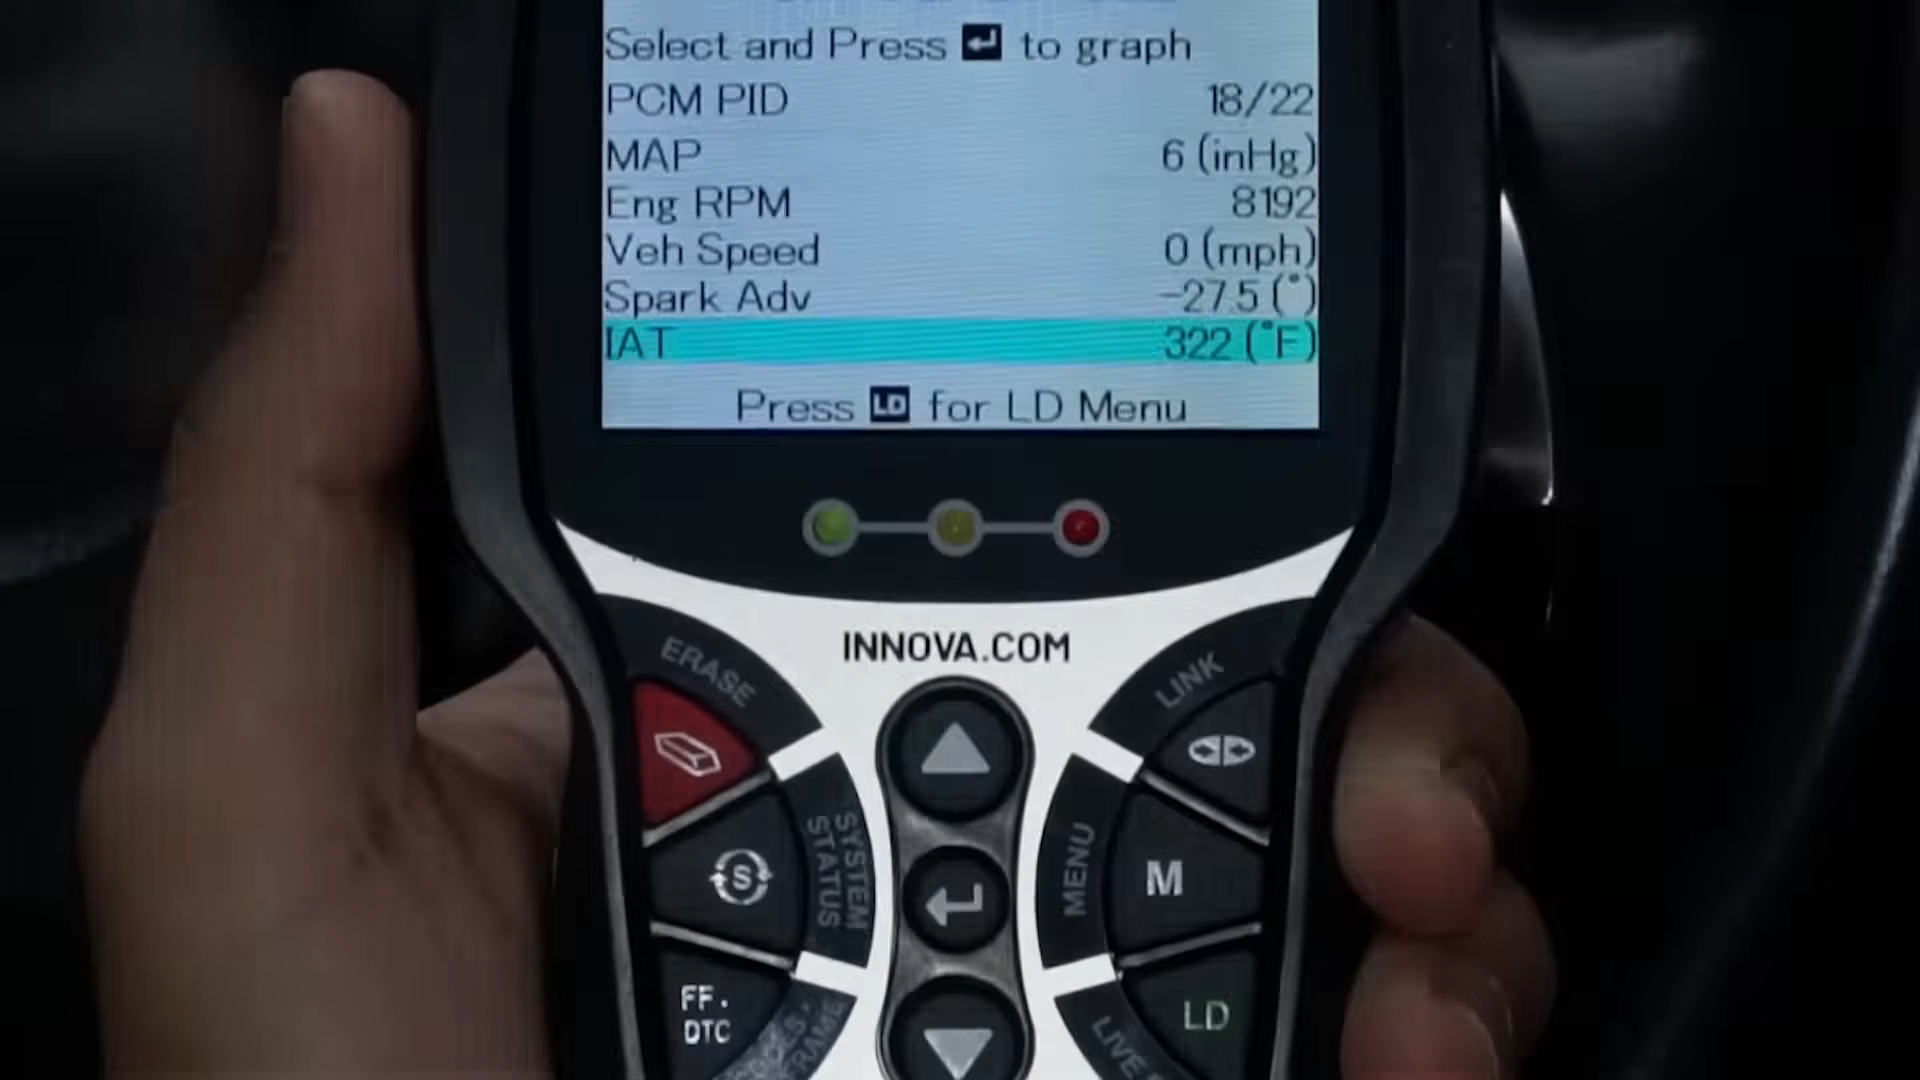 Select and Press to graph
PCM PID 18/22
MAP 6 (inHg)
Eng RPM 8192
Veh Speed 0 (mph)
Spark Adv -27.5 (°)
IAT 322 (°F)
Press LD for LD Menu
INNOVA.COM
ERASE
LINK
SYSTEM
STATUS
S
MENU
M
FF.
DTC
FRAME
LIVE
LD